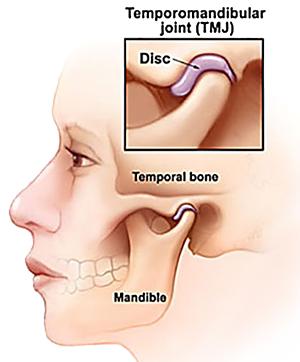 Temporomandibular
joint (TMJ)
Disc
Temporal bone
Mandible